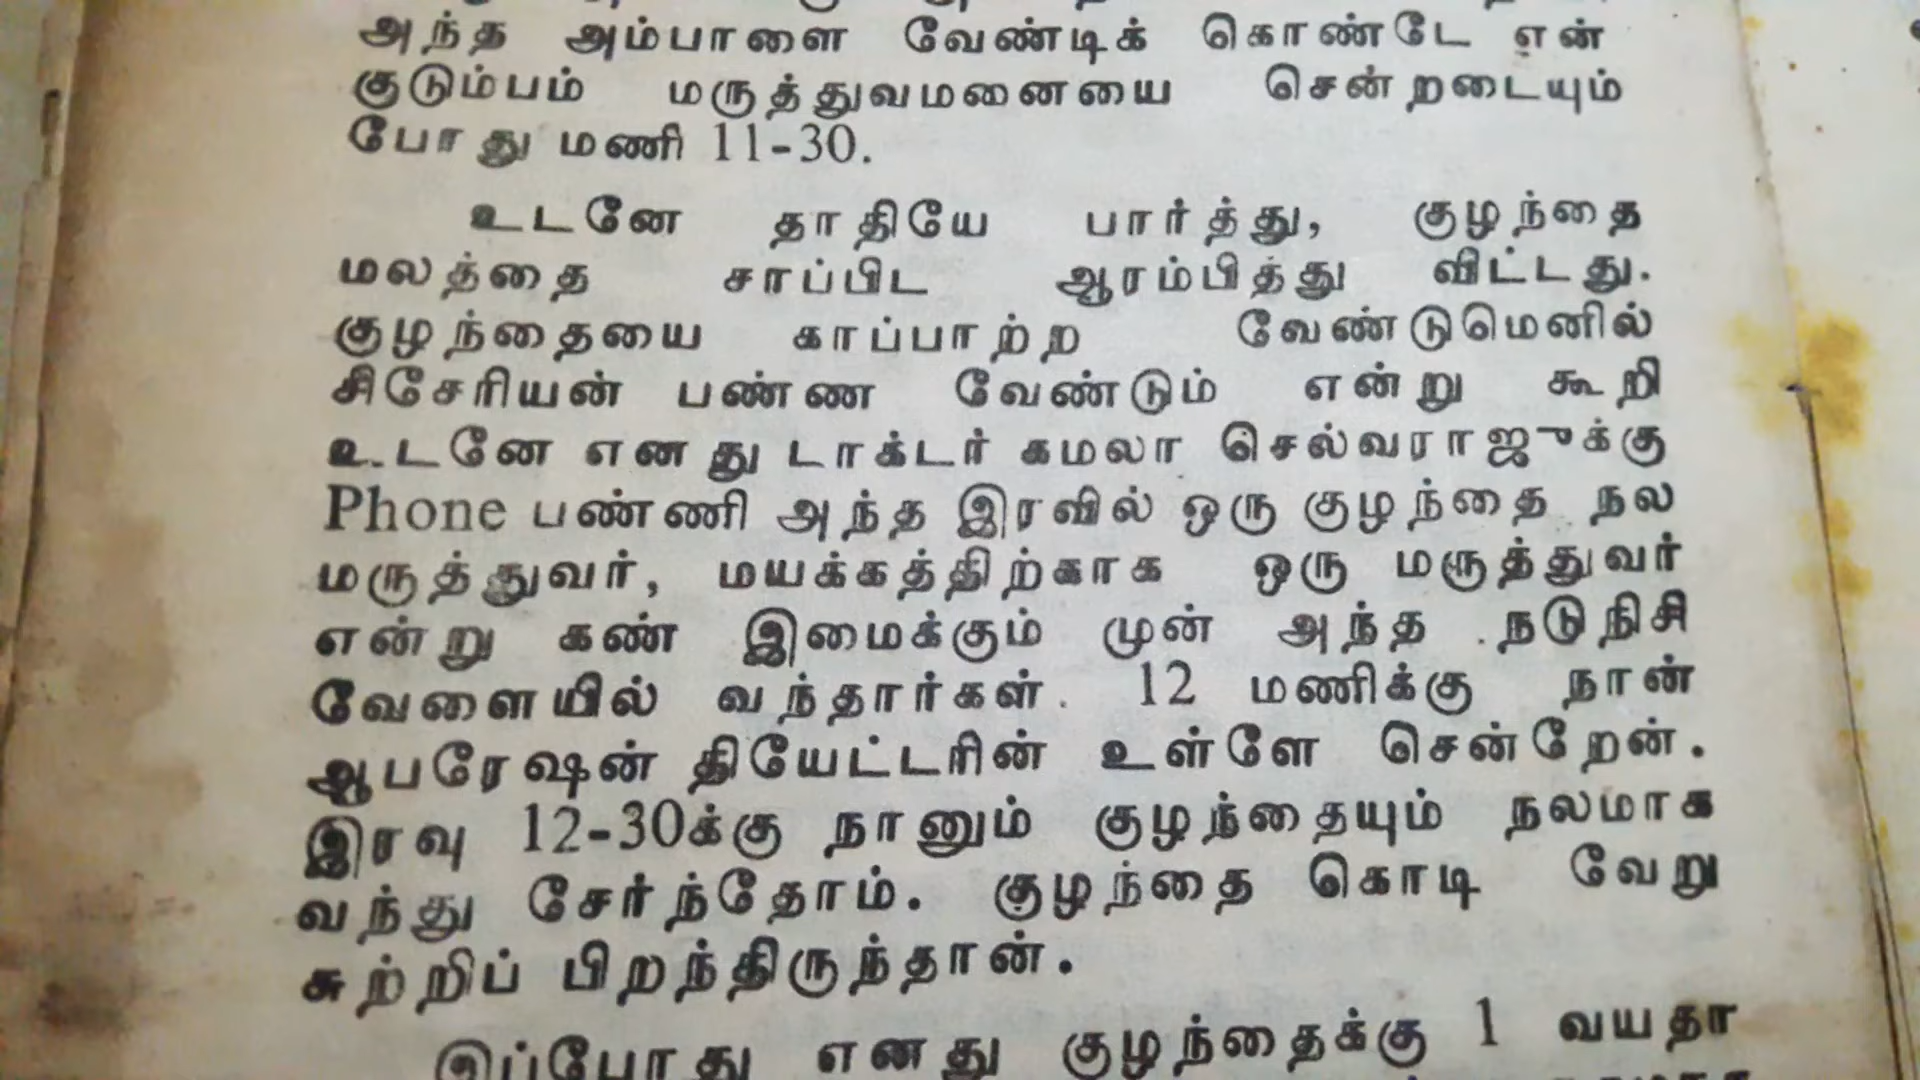 அந்த அம்பாளை வேண்டிக் கொண்டே என்
குடும்பம் மருத்துவமனையை சென்றடையும்
போது மணி 11-30.
உடனே தாதியே பார்த்து, குழந்தை
மலத்தை சாப்பிட ஆரம்பித்து விட்டது.
குழந்தையை காப்பாற்ற வேண்டுமெனில்
சிசேரியன் பண்ண வேண்டும் என்று கூறி
உடனே எனது டாக்டர் கமலா செல்வராஜுக்கு
Phone பண்ணி அந்த இரவில் ஒரு குழந்தை நல
மருத்துவர், மயக்கத்திற்காக ஒரு மருத்துவர்
என்று கண் இமைக்கும் முன் அந்த நடுநிசி
வேளையில் வந்தார்கள். 12 மணிக்கு நான்
ஆபரேஷன் தியேட்டரின் உள்ளே சென்றேன்.
இரவு 12-30க்கு நானும் குழந்தையும் நலமாக
வந்து சேர்ந்தோம். குழந்தை கொடி வேறு
சுற்றிப் பிறந்திருந்தான்.
இப்போது எனது குழந்தைக்கு 1 வயதா